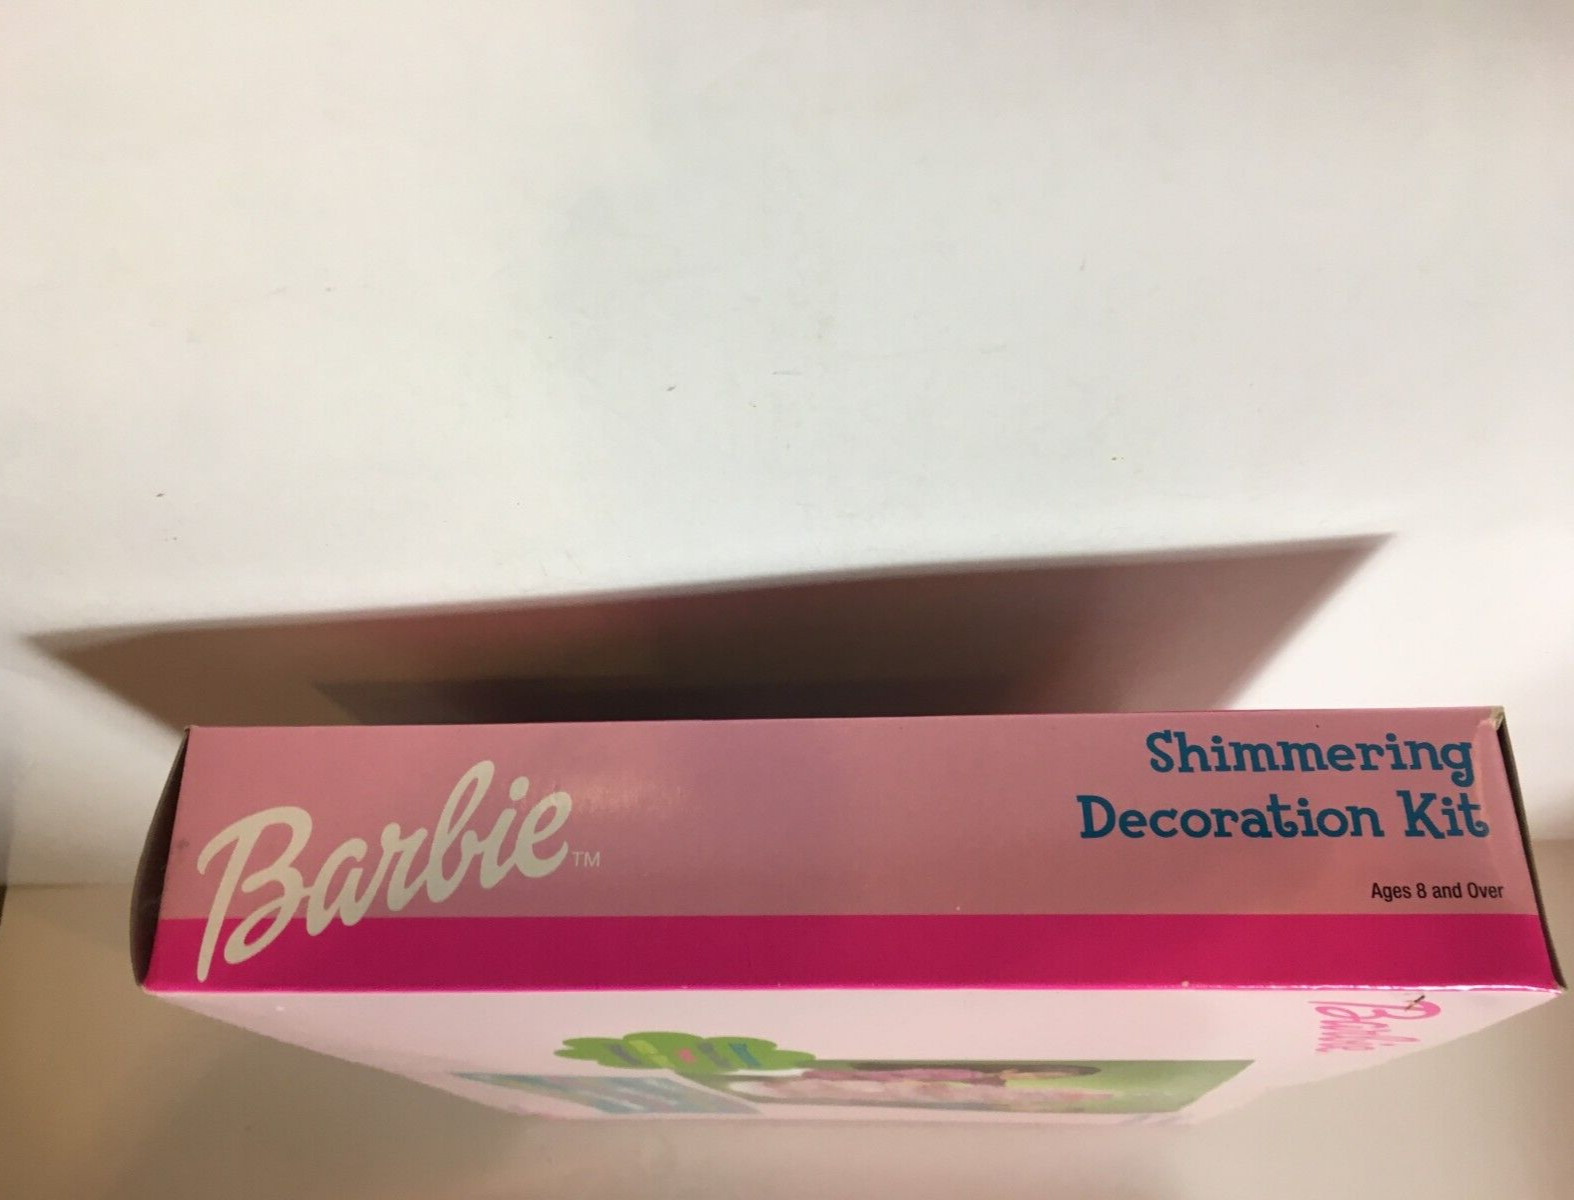 Barbie™
Shimmering
Decoration Kit
Ages 8 and Over
Barbie